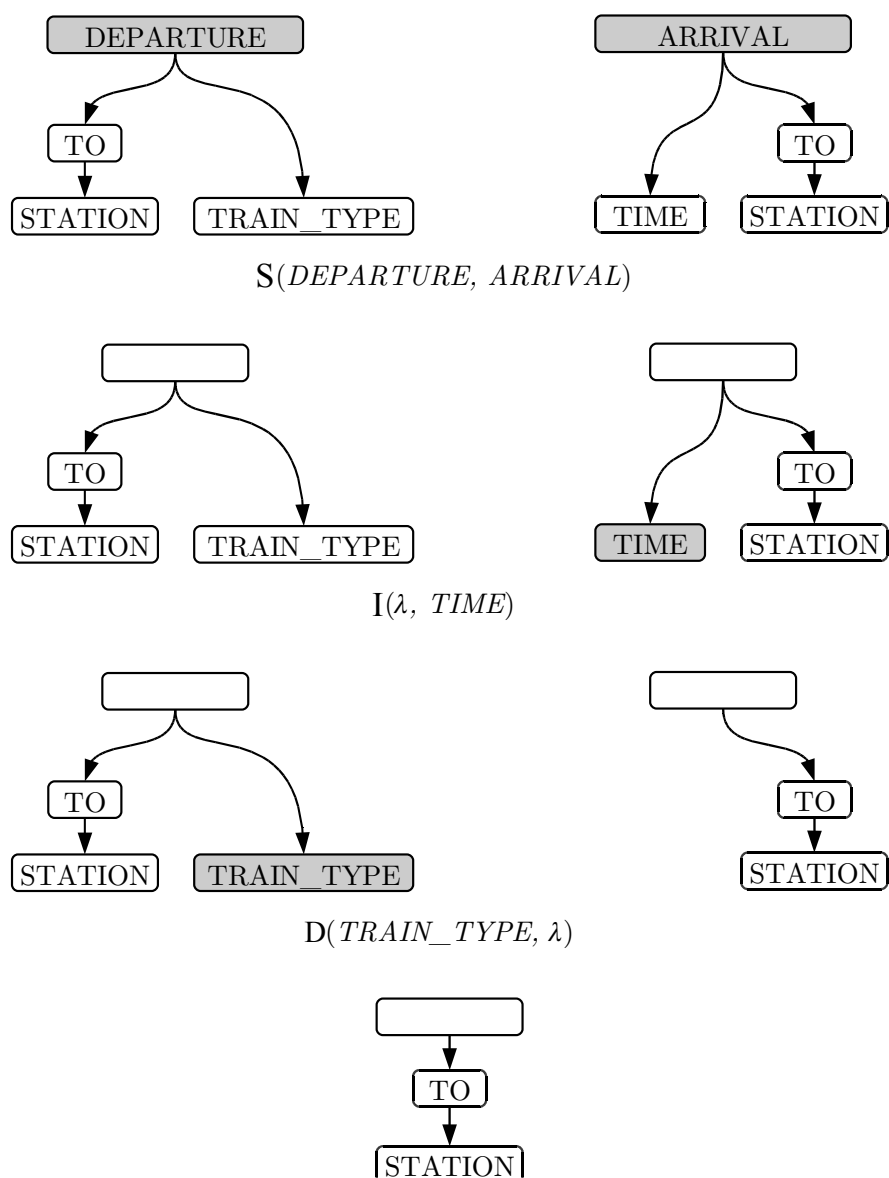 DEPARTURE ARRIVAL
TO TO
STATION TRAIN_TYPE TIME STATION
S(DEPARTURE, ARRIVAL)
TO TO
STATION TRAIN_TYPE TIME STATION
I(λ, TIME)
TO TO
STATION TRAIN_TYPE STATION
D(TRAIN_TYPE, λ)
TO
STATION